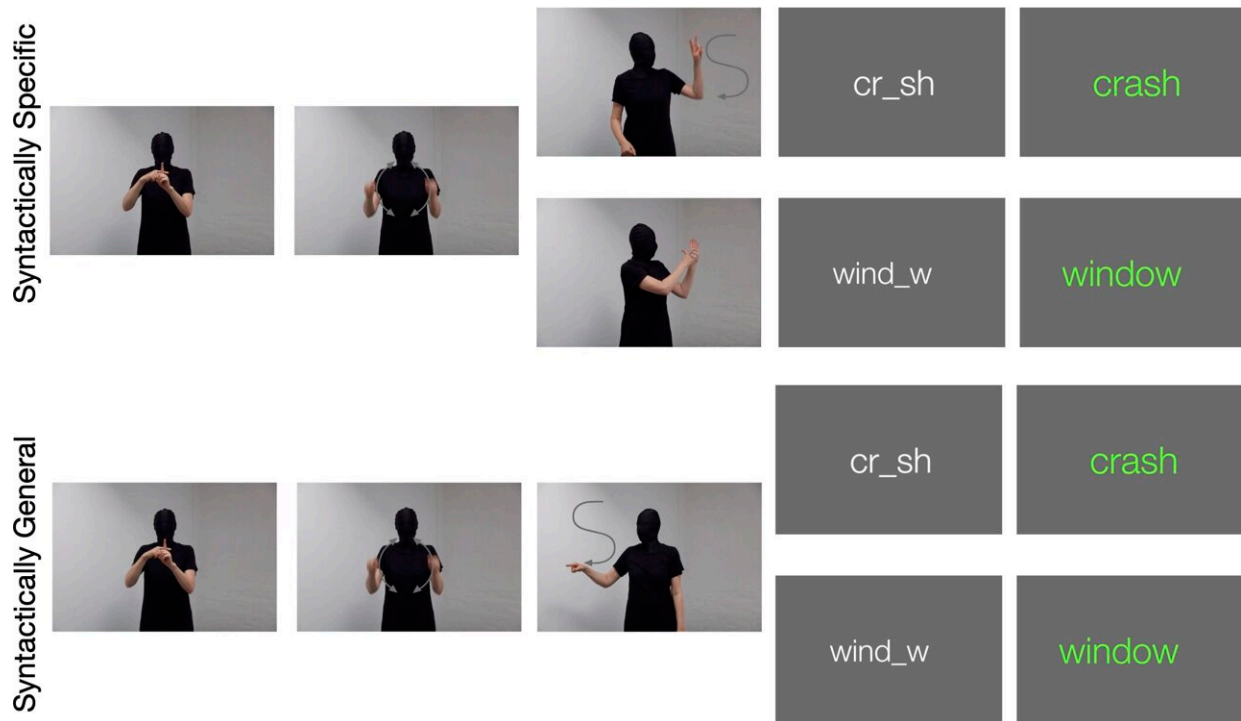 Syntactically Specific
cr_sh
crash
wind_w
window
Syntactically General
cr_sh
crash
wind_w
window